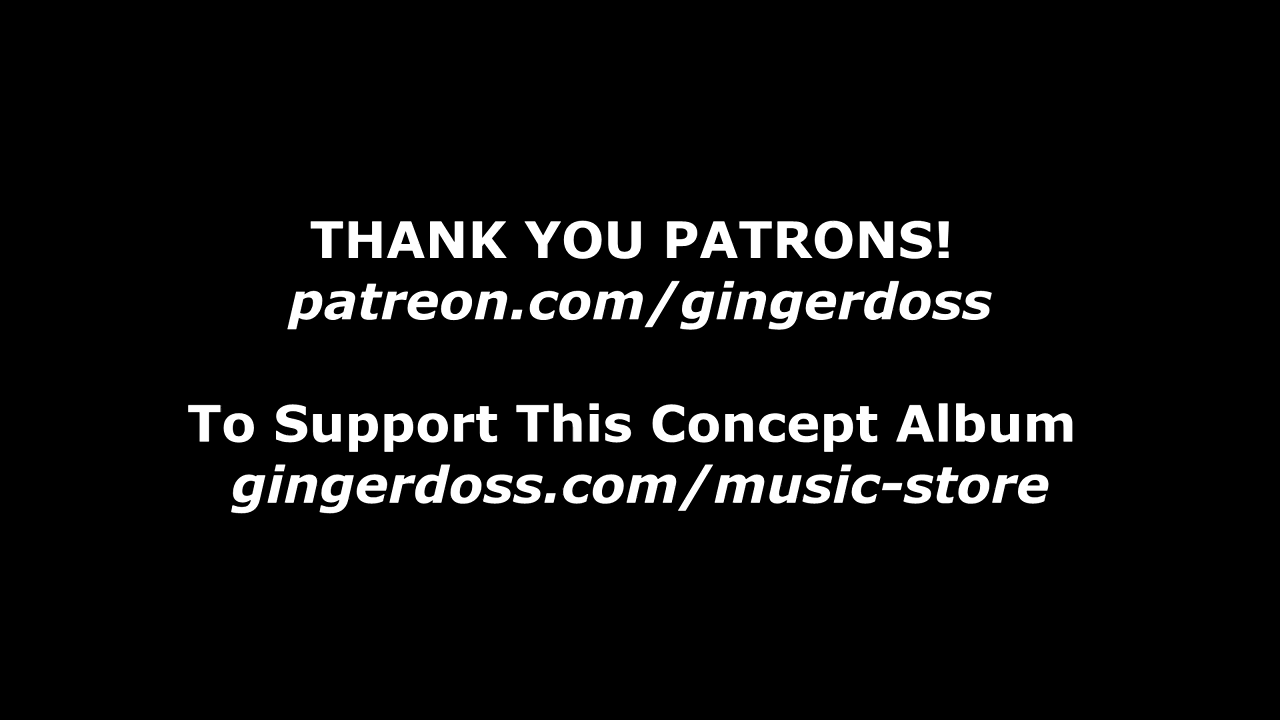 THANK YOU PATRONS!
patreon.com/gingerdoss
To Support This Concept Album
gingerdoss.com/music-store